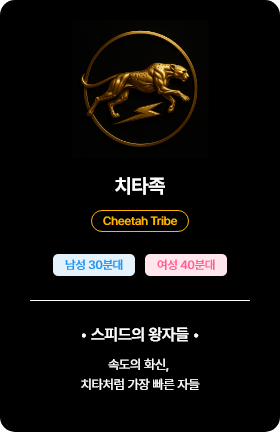 치타족
Cheetah Tribe
남성 30분대 여성 40분대
• 스피드의 왕자들 •
속도의 화신,
치타처럼 가장 빠른 자들